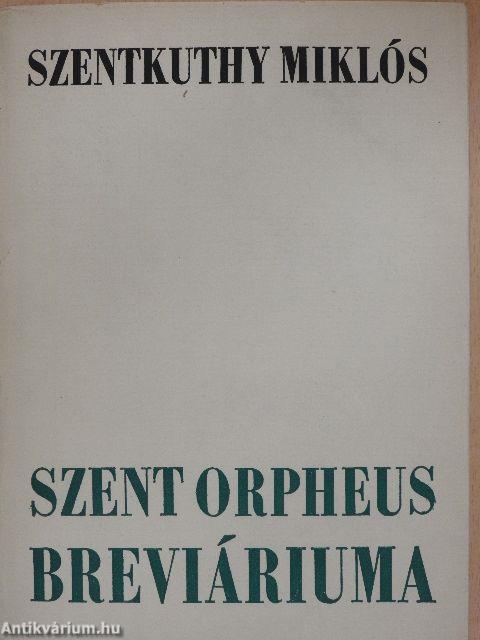 SZENTKUTHY MIKLÓS
SZENT ORPHEUS
BREVIÁRIUMA
Antikvárium.hu